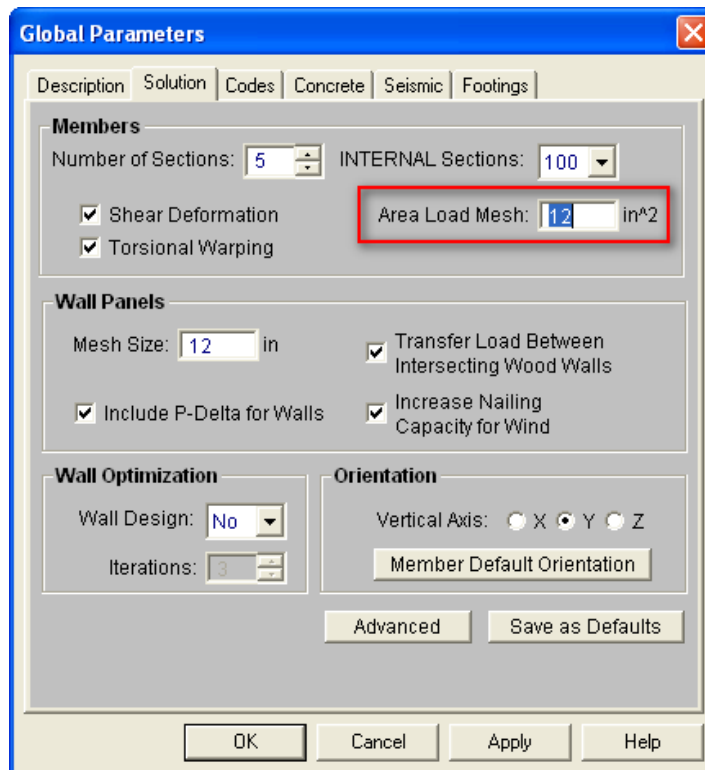 Global Parameters
Description Solution Codes Concrete Seismic Footings
Members
Number of Sections: 5 INTERNAL Sections: 100
Shear Deformation Area Load Mesh: 12 in^2
Torsional Warping
Wall Panels
Mesh Size: 12 in Transfer Load Between
Intersecting Wood Walls
Include P-Delta for Walls Increase Nailing
Capacity for Wind
Wall Optimization Orientation
Wall Design: No Vertical Axis: X Y Z
Iterations: 3 Member Default Orientation
Advanced Save as Defaults
OK Cancel Apply Help